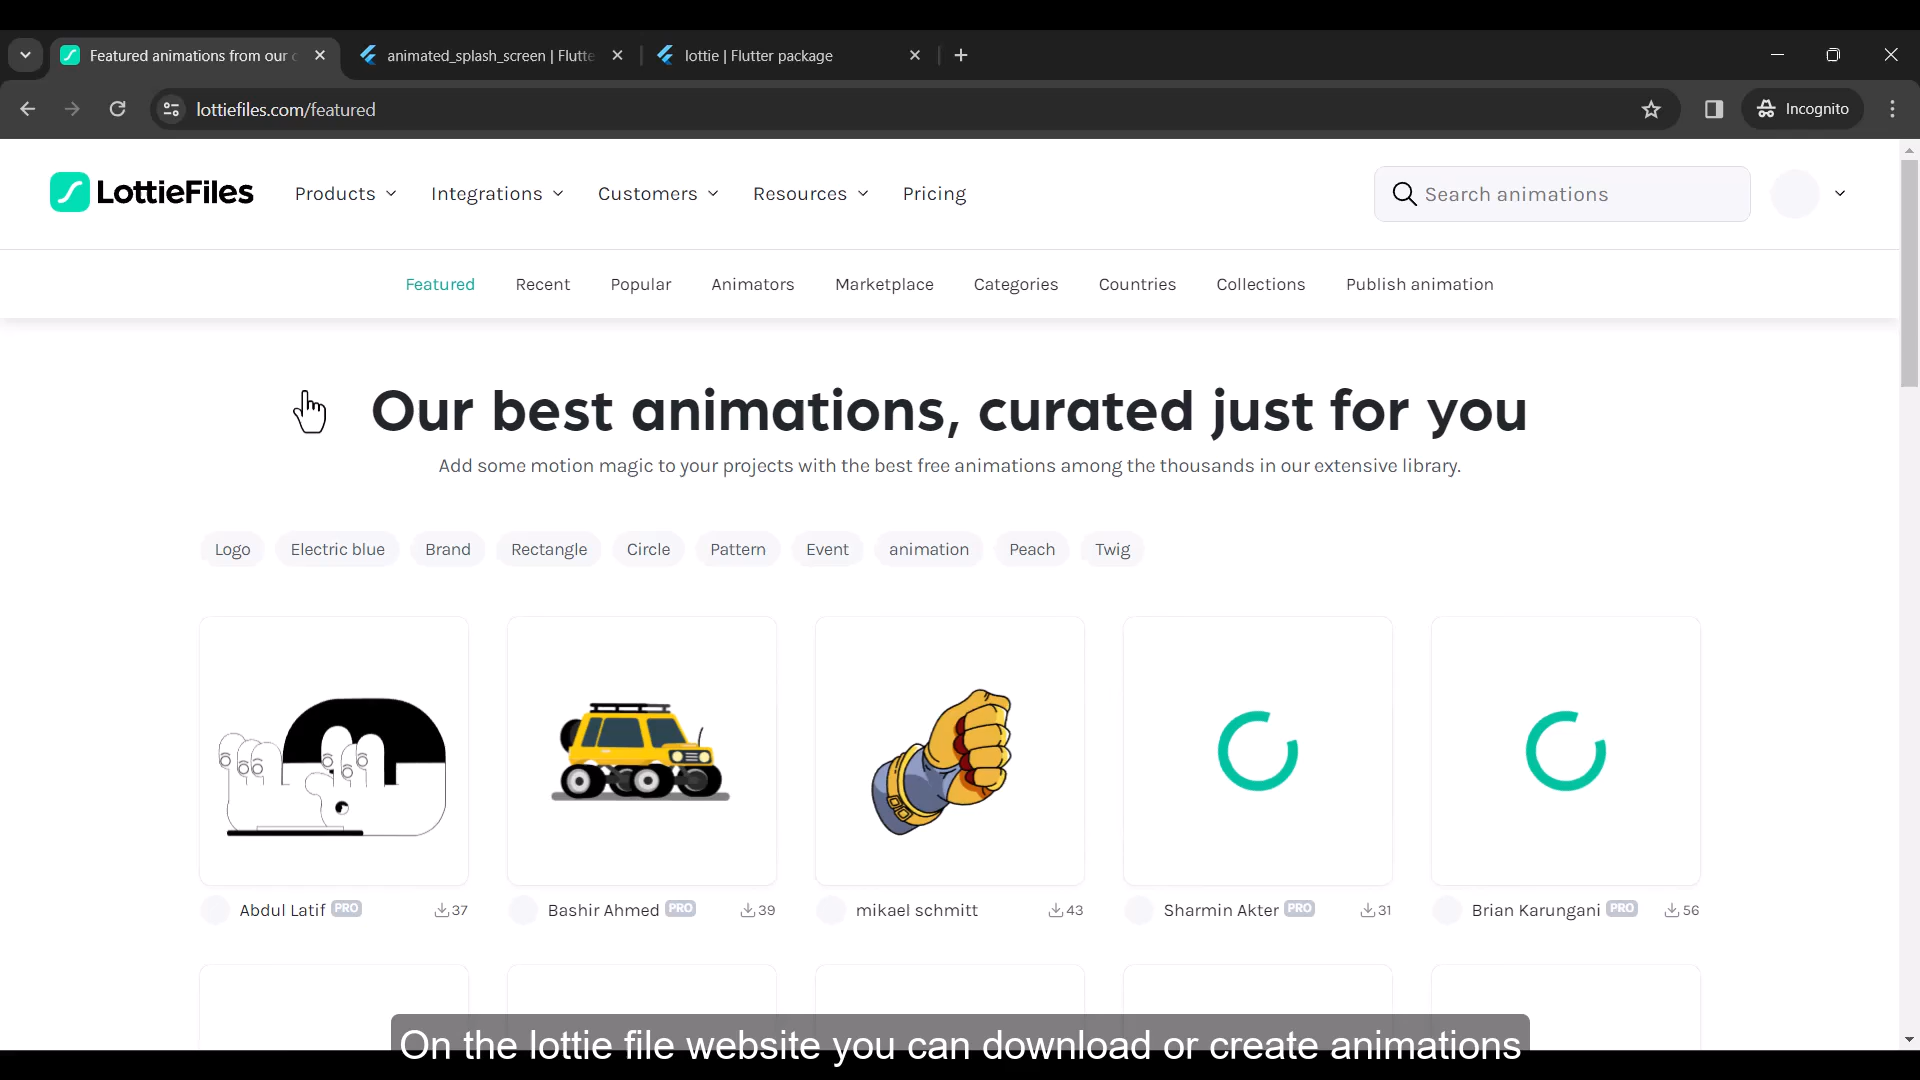 Featured animations from our c
animated_splash_screen | Flutte
lottie | Flutter package
lottiefiles.com/featured
Incognito
LottieFiles
Products
Integrations
Customers
Resources
Pricing
Search animations
Featured
Recent
Popular
Animators
Marketplace
Categories
Countries
Collections
Publish animation
Our best animations, curated just for you
Add some motion magic to your projects with the best free animations among the thousands in our extensive library.
Logo
Electric blue
Brand
Rectangle
Circle
Pattern
Event
animation
Peach
Twig
Abdul Latif PRO 37
Bashir Ahmed PRO 39
mikael schmitt 43
Sharmin Akter PRO 31
Brian Karungani PRO 56
On the lottie file website you can download or create animations